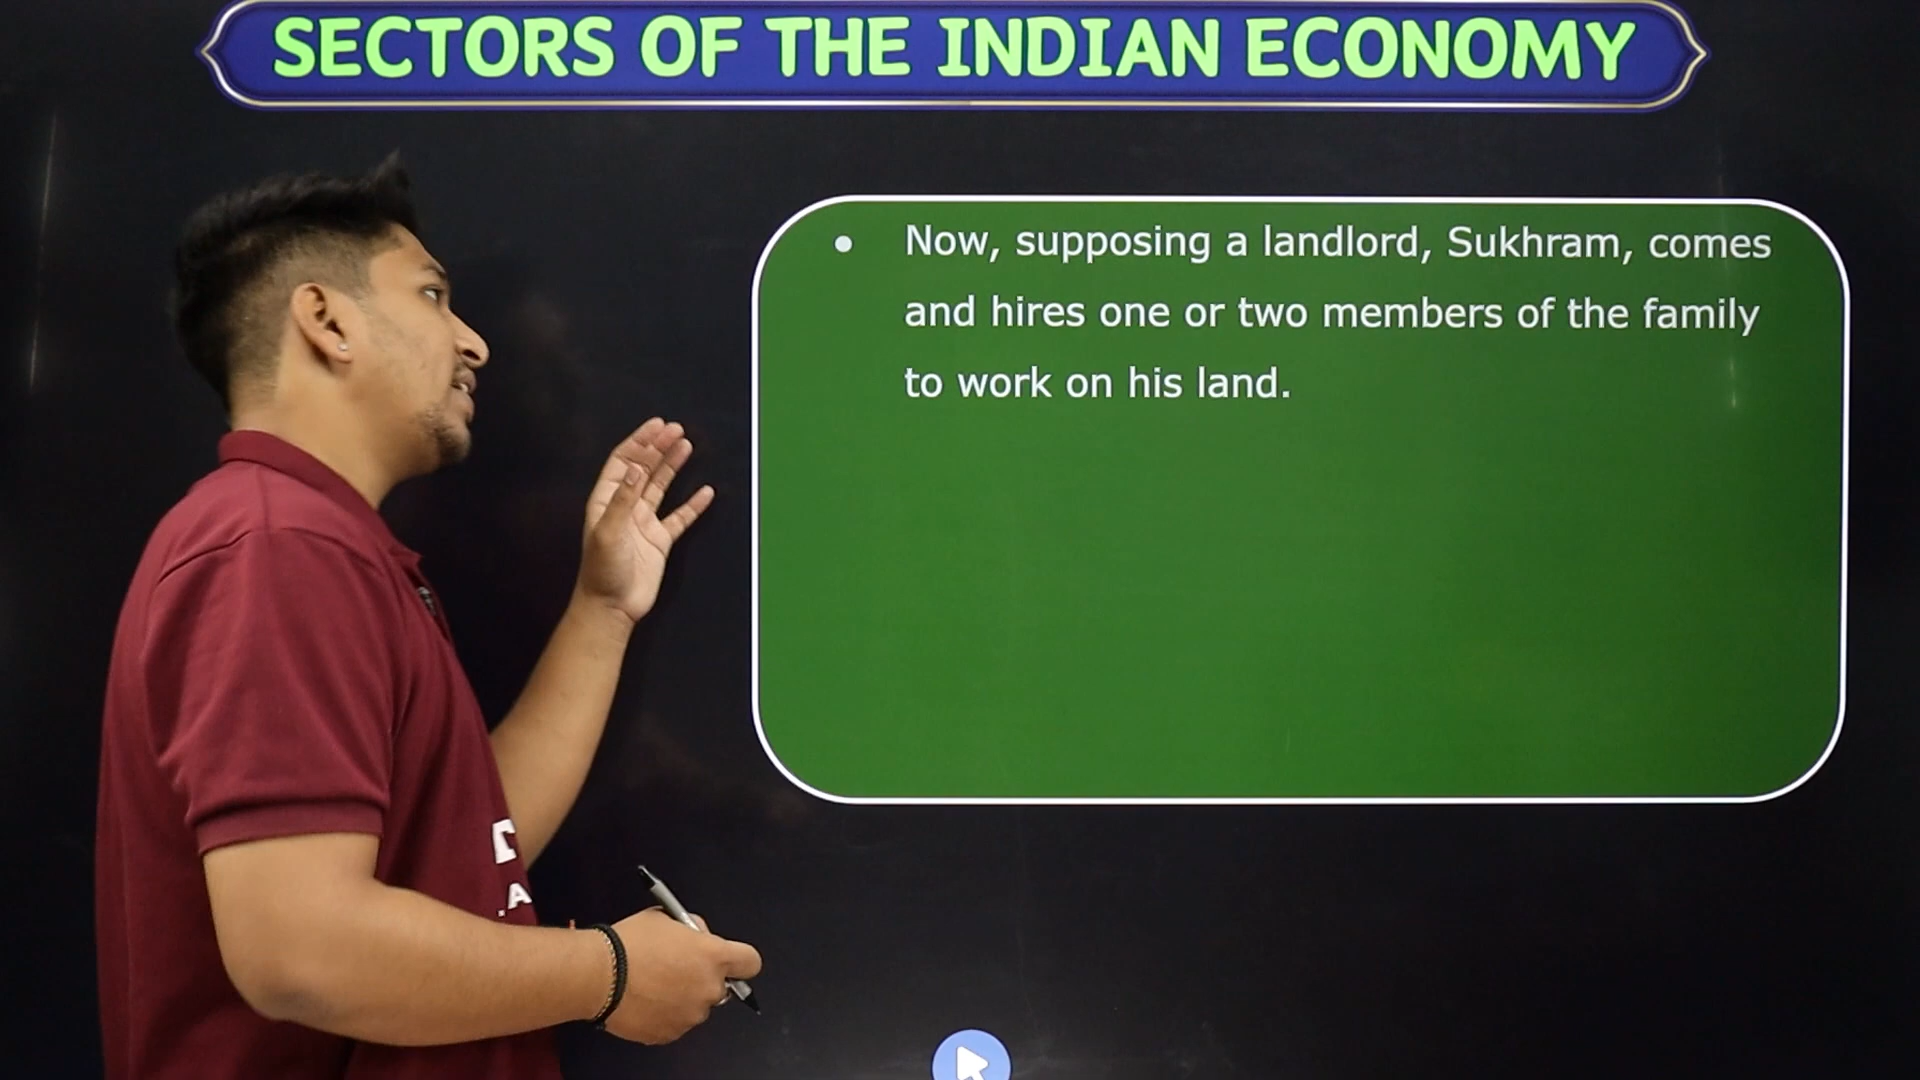 SECTORS OF THE INDIAN ECONOMY
• Now, supposing a landlord, Sukhram, comes
and hires one or two members of the family
to work on his land.